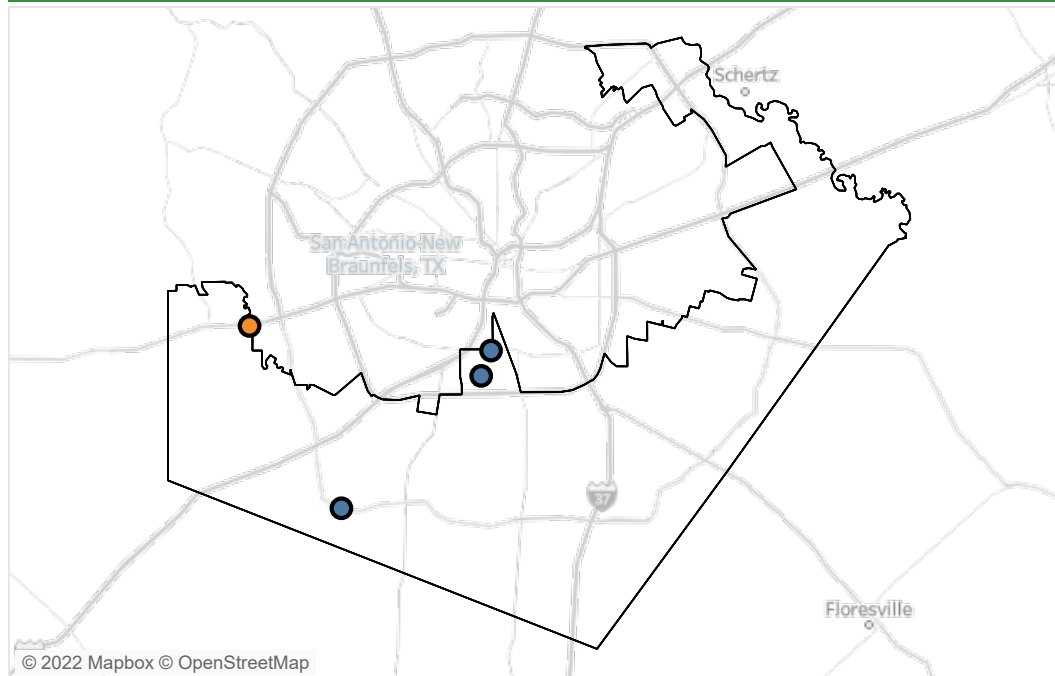 Schertz
San Antonio-New
Braunfels, TX
37
Floresville
© 2022 Mapbox © OpenStreetMap